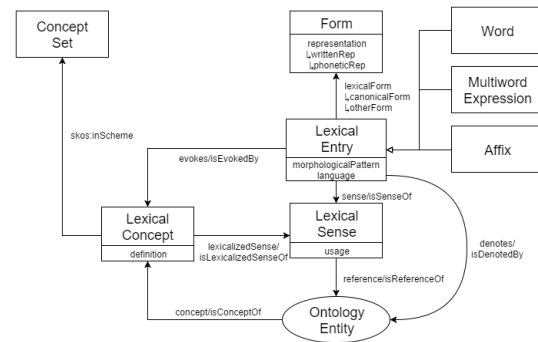 Concept
Set
Form
representation
↳writtenRep
↳phoneticRep
Word
Multiword
Expression
Affix
lexicalForm
↳canonicalForm
↳otherForm
skos:inScheme
Lexical
Entry
morphologicalPattern
language
evokes/isEvokedBy
sense/isSenseOf
Lexical
Concept
definition
lexicalizedSense/
isLexicalizedSenseOf
Lexical
Sense
usage
denotes/
isDenotedBy
reference/isReferenceOf
concept/isConceptOf
Ontology
Entity